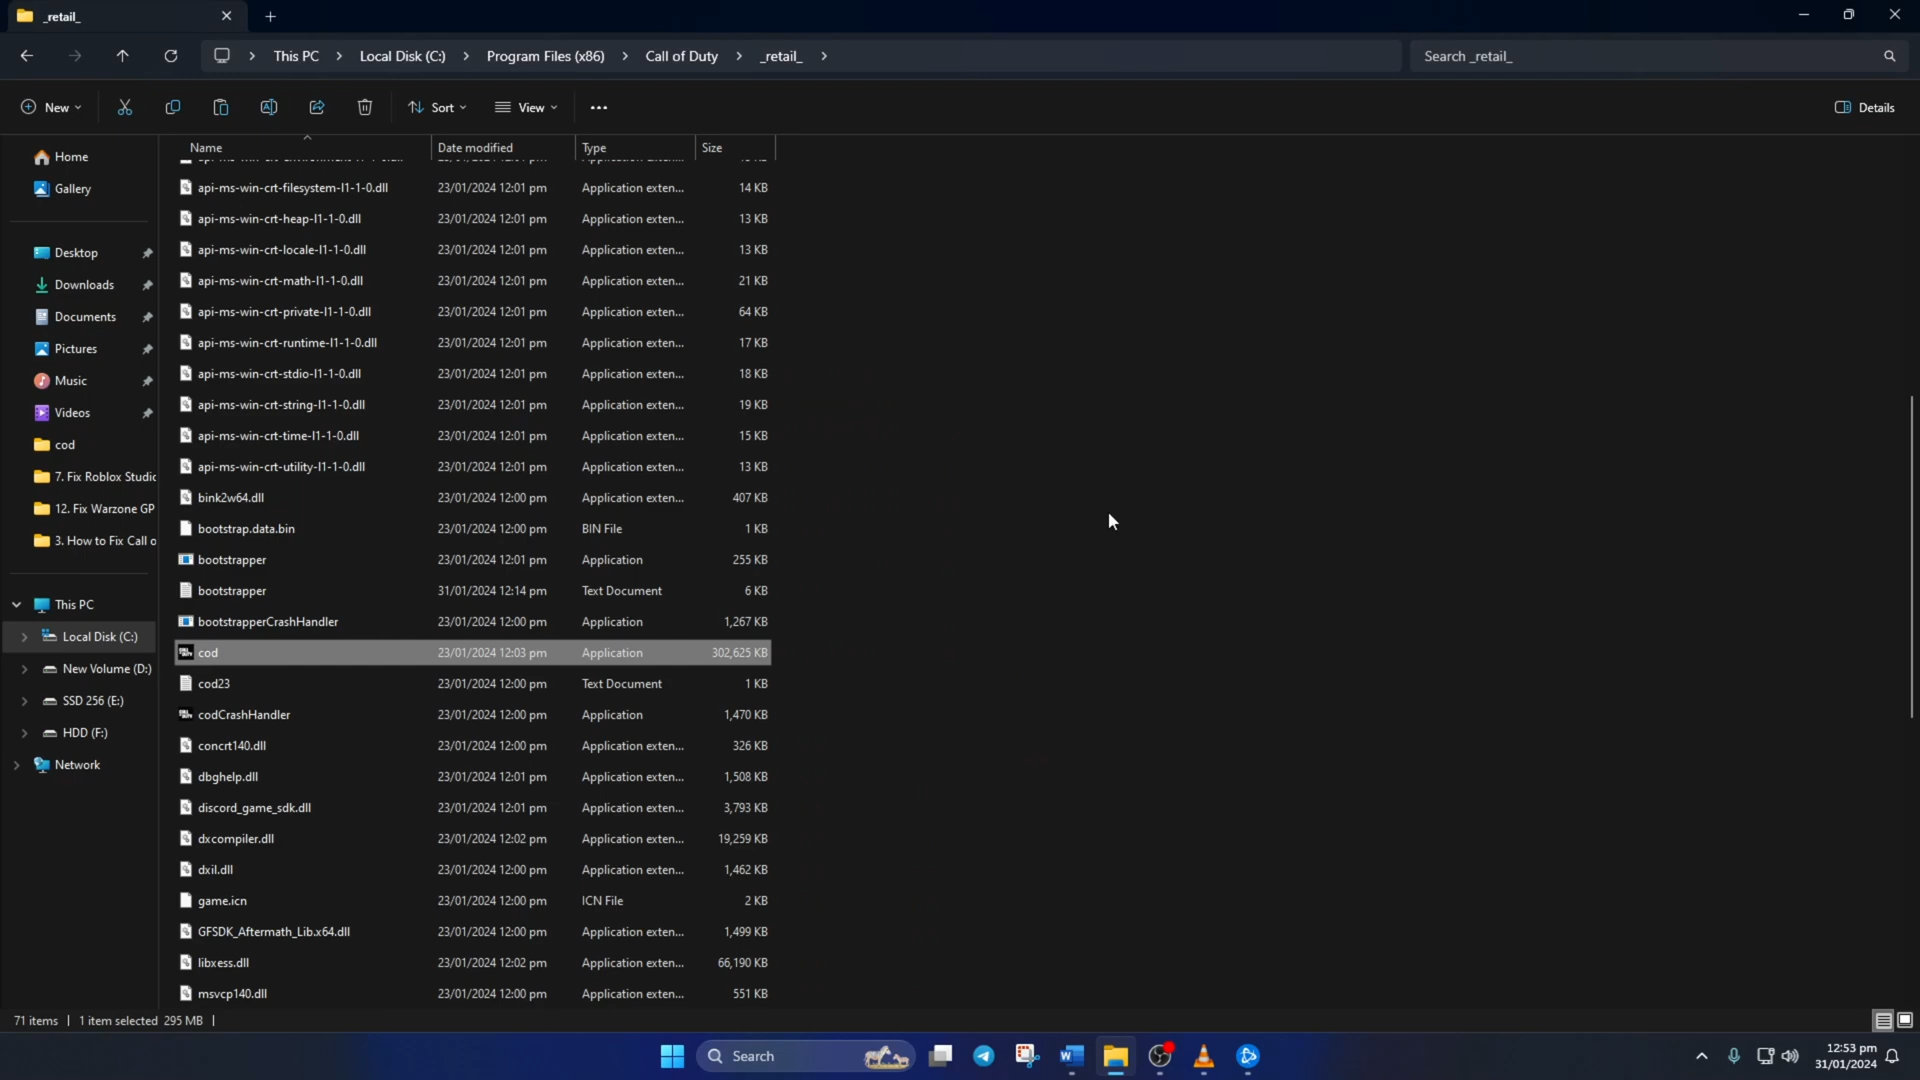 _retail_
This PC
Local Disk (C:)
Program Files (x86)
Call of Duty
_retail_
Search _retail_
New
Sort
View
Details
Name Date modified Type Size
api-ms-win-crt-filesystem-l1-1-0.dll 23/01/2024 12:01 pm Application exten... 14 KB
api-ms-win-crt-heap-l1-1-0.dll 23/01/2024 12:01 pm Application exten... 13 KB
api-ms-win-crt-locale-l1-1-0.dll 23/01/2024 12:01 pm Application exten... 13 KB
api-ms-win-crt-math-l1-1-0.dll 23/01/2024 12:01 pm Application exten... 21 KB
api-ms-win-crt-private-l1-1-0.dll 23/01/2024 12:01 pm Application exten... 64 KB
api-ms-win-crt-runtime-l1-1-0.dll 23/01/2024 12:01 pm Application exten... 17 KB
api-ms-win-crt-stdio-l1-1-0.dll 23/01/2024 12:01 pm Application exten... 18 KB
api-ms-win-crt-string-l1-1-0.dll 23/01/2024 12:01 pm Application exten... 19 KB
api-ms-win-crt-time-l1-1-0.dll 23/01/2024 12:01 pm Application exten... 15 KB
api-ms-win-crt-utility-l1-1-0.dll 23/01/2024 12:01 pm Application exten... 13 KB
bink2w64.dll 23/01/2024 12:00 pm Application exten... 407 KB
bootstrap.data.bin 23/01/2024 12:00 pm BIN File 1 KB
bootstrapper 23/01/2024 12:01 pm Application 255 KB
bootstrapper 31/01/2024 12:14 pm Text Document 6 KB
bootstrapperCrashHandler 23/01/2024 12:00 pm Application 1,267 KB
cod 23/01/2024 12:03 pm Application 302,625 KB
cod23 23/01/2024 12:00 pm Text Document 1 KB
codCrashHandler 23/01/2024 12:00 pm Application 1,470 KB
concrt140.dll 23/01/2024 12:00 pm Application exten... 326 KB
dbghelp.dll 23/01/2024 12:01 pm Application exten... 1,508 KB
discord_game_sdk.dll 23/01/2024 12:01 pm Application exten... 3,793 KB
dxcompiler.dll 23/01/2024 12:02 pm Application exten... 19,259 KB
dxil.dll 23/01/2024 12:00 pm Application exten... 1,462 KB
game.icn 23/01/2024 12:00 pm ICN File 2 KB
GFSDK_Aftermath_Lib.x64.dll 23/01/2024 12:00 pm Application exten... 1,499 KB
libxess.dll 23/01/2024 12:02 pm Application exten... 66,190 KB
msvcp140.dll 23/01/2024 12:00 pm Application exten... 551 KB
Home
Gallery
Desktop
Downloads
Documents
Pictures
Music
Videos
cod
7. Fix Roblox Studio
12. Fix Warzone GP
3. How to Fix Call o
This PC
Local Disk (C:)
New Volume (D:)
SSD 256 (E:)
HDD (F:)
Network
71 items
1 item selected 295 MB
Search
12:53 pm
31/01/2024